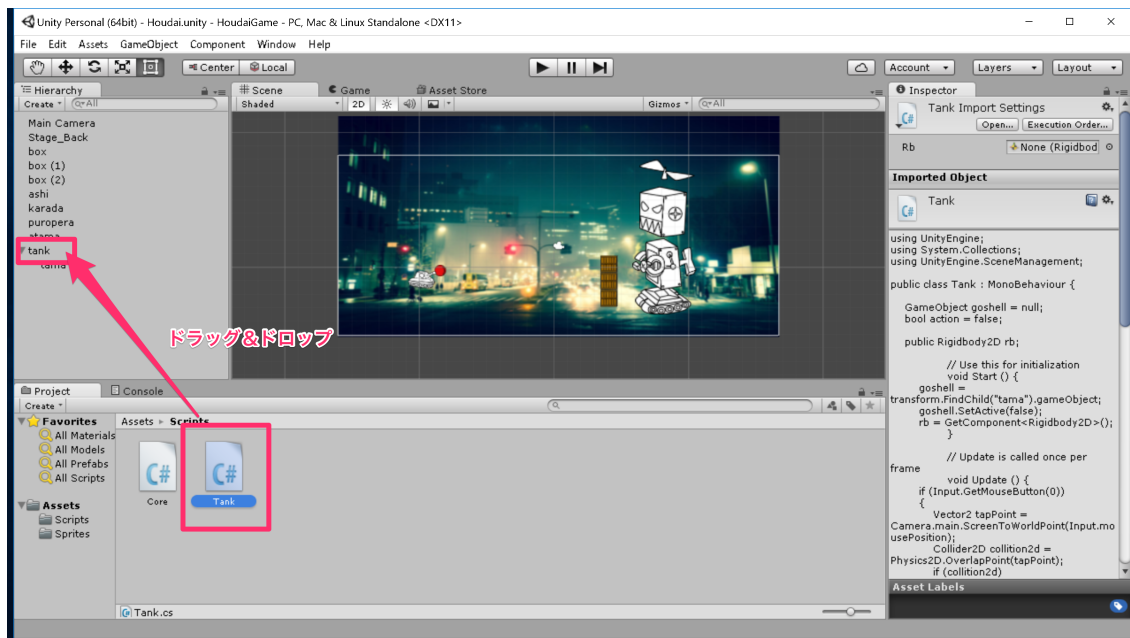 Unity Personal (64bit) - Houdai.unity - HoudaiGame - PC, Mac & Linux Standalone <DX11>
File Edit Assets GameObject Component Window Help
Center Local Account Layers Layout
Hierarchy
Create All
Main Camera
Stage_Back
box
box (1)
box (2)
ashi
karada
puropera
atama
tank
tama
Scene Game Asset Store
Shaded 2D Gizmos All
ドラッグ&ドロップ
Project Console
Create
Favorites
All Materials
All Models
All Prefabs
All Scripts
Assets
Scripts
Sprites
Assets Scripts
C# C#
Core Tank
Tank.cs
Inspector
C# Tank Import Settings
Open... Execution Order...
Rb None (Rigidbod
Imported Object
C# Tank
using UnityEngine;
using System.Collections;
using UnityEngine.SceneManagement;
public class Tank : MonoBehaviour {
GameObject goshell = null;
bool action = false;
public Rigidbody2D rb;
// Use this for initialization
void Start () {
goshell =
transform.FindChild("tama").gameObject;
goshell.SetActive(false);
rb = GetComponent<Rigidbody2D>();
}
// Update is called once per
frame
void Update () {
if (Input.GetMouseButton(0))
{
Vector2 tapPoint =
Camera.main.ScreenToWorldPoint(Input.mo
usePosition);
Collider2D collition2d =
Physics2D.OverlapPoint(tapPoint);
if (collition2d)
Asset Labels